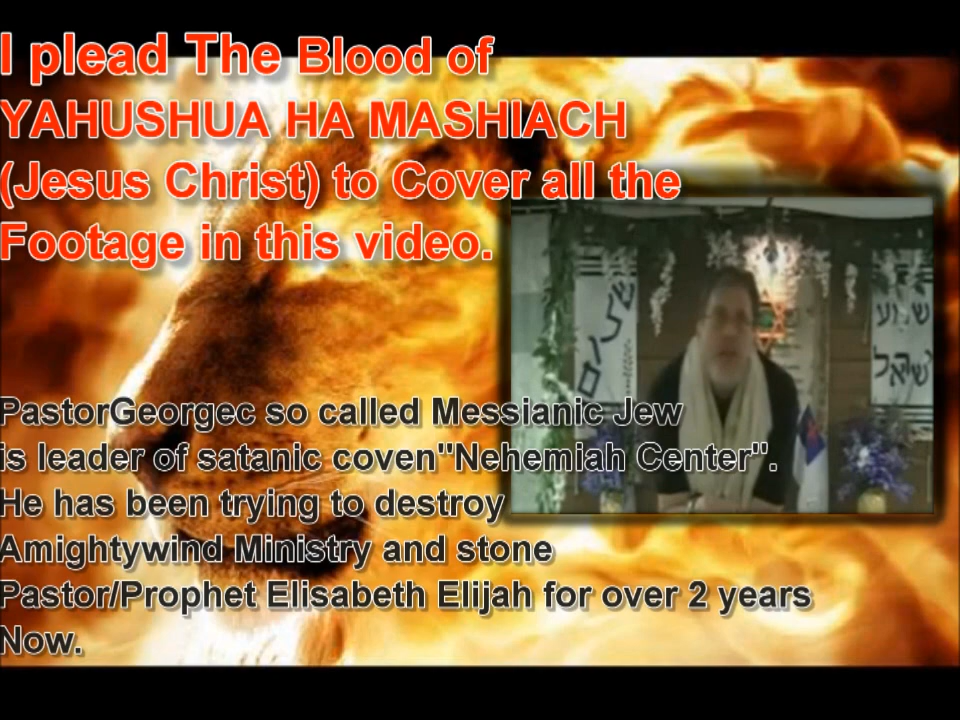 I plead The Blood of
YAHUSHUA HA MASHIACH
(Jesus Christ) to Cover all the
Footage in this video.
PastorGeorgec so called Messianic Jew
is leader of satanic coven"Nehemiah Center".
He has been trying to destroy
Amightywind Ministry and stone
Pastor/Prophet Elisabeth Elijah for over 2 years
Now.